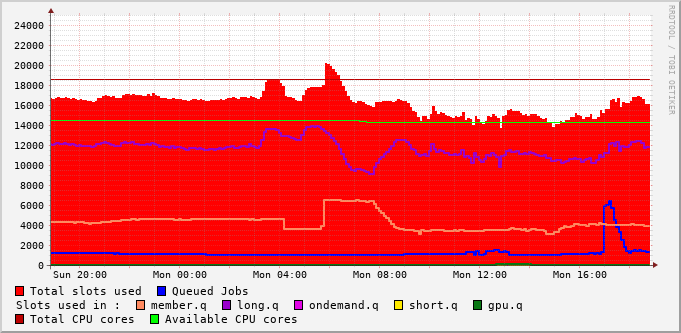 RRDTOOL / TOBI OETIKER
24000
22000
20000
18000
16000
14000
12000
10000
8000
6000
4000
2000
0
Sun 20:00 Mon 00:00 Mon 04:00 Mon 08:00 Mon 12:00 Mon 16:00
Total slots used Queued Jobs
Slots used in : member.q long.q ondemand.q short.q gpu.q
Total CPU cores Available CPU cores